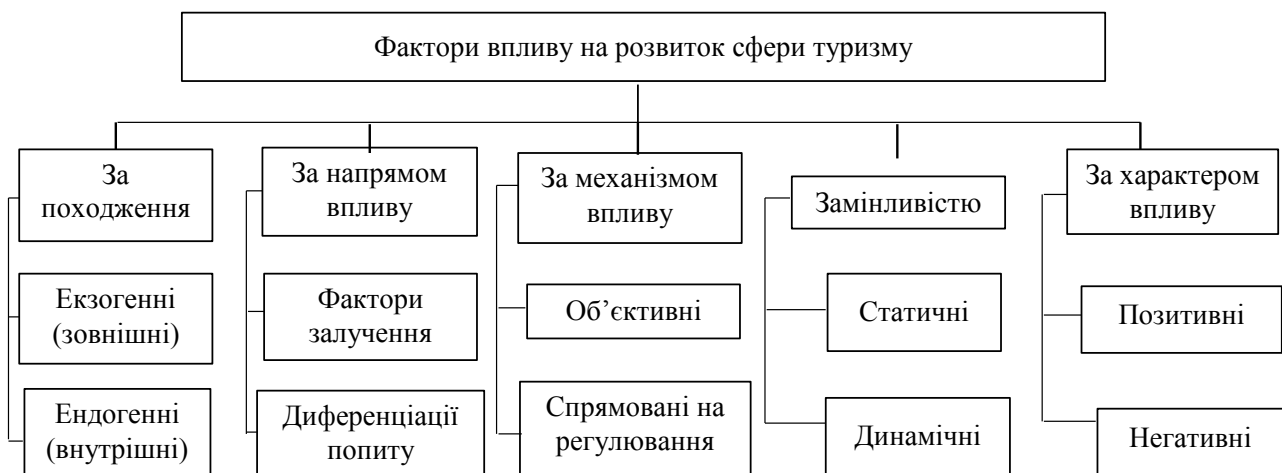 Фактори впливу на розвиток сфери туризму
За
походження
За напрямом
впливу
За механізмом
впливу
Замінливістю
За характером
впливу
Екзогенні
(зовнішні)
Фактори
залучення
Об’єктивні
Статичні
Позитивні
Ендогенні
(внутрішні)
Диференціації
попиту
Спрямовані на
регулювання
Динамічні
Негативні